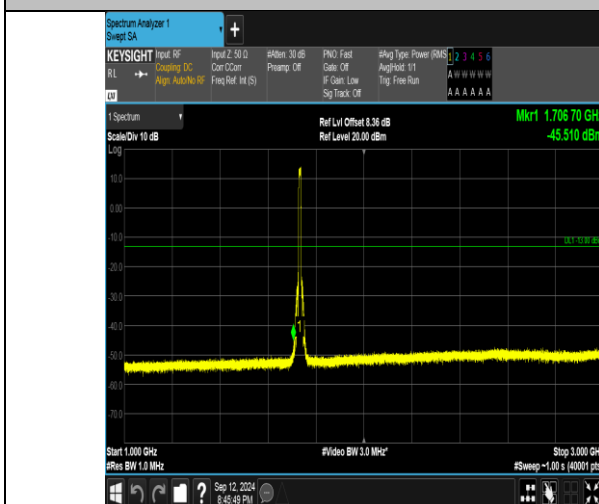 Spectrum Analyzer 1
Swept SA
+
KEYSIGHT Input: RF Input Z: 50 Ω #Atten: 30 dB PNO: Fast #Avg Type: Power (RMS 1 2 3 4 5 6
RL Coupling: DC Corr CCorr Preamp: Off Gate: Off Avg|Hold: 1/1 A W W W W W
Align: Auto/No RF Freq Ref: Int (S) IF Gain: Low Trig: Free Run
Sig Track: Off A A A A A A
1 Spectrum Ref Lvl Offset 8.36 dB Mkr1 1.706 70 GH
Scale/Div 10 dB Ref Level 20.00 dBm -45.510 dBm
Log
10.0
0.00
-10.0
DL1 -13.00 dB
-20.0
-30.0
-40.0
1
-50.0
-60.0
-70.0
Start 1.000 GHz #Video BW 3.0 MHz* Stop 3.000 GH
#Res BW 1.0 MHz #Sweep ~1.00 s (40001 pts
? Sep 12, 2024
8:45:49 PM